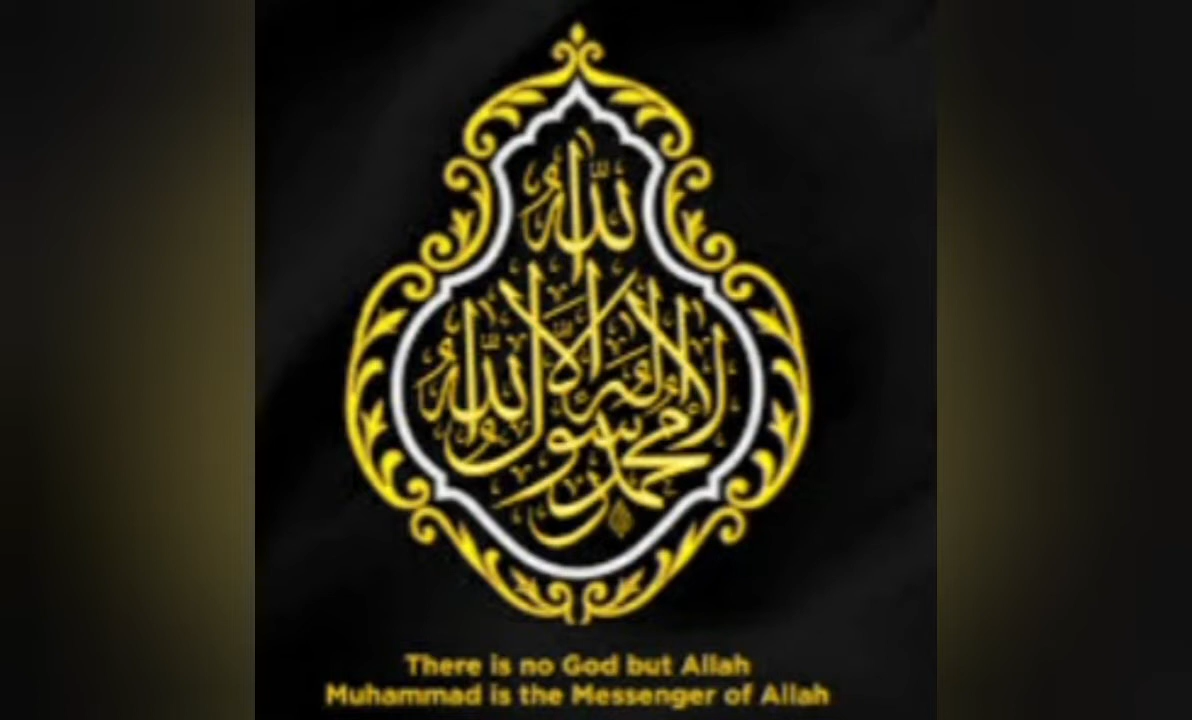 لا إله إلا الله
محمد رسول الله
There is no God but Allah
Muhammad is the Messenger of Allah